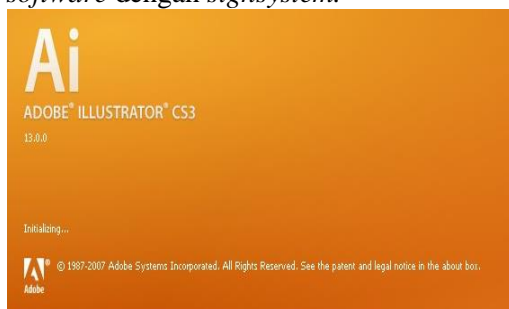 software dengan signsystem.
Ai
ADOBE® ILLUSTRATOR® CS3
13.0.0
Initializing...
© 1987-2007 Adobe Systems Incorporated. All Rights Reserved. See the patent and legal notice in the about box.
Adobe